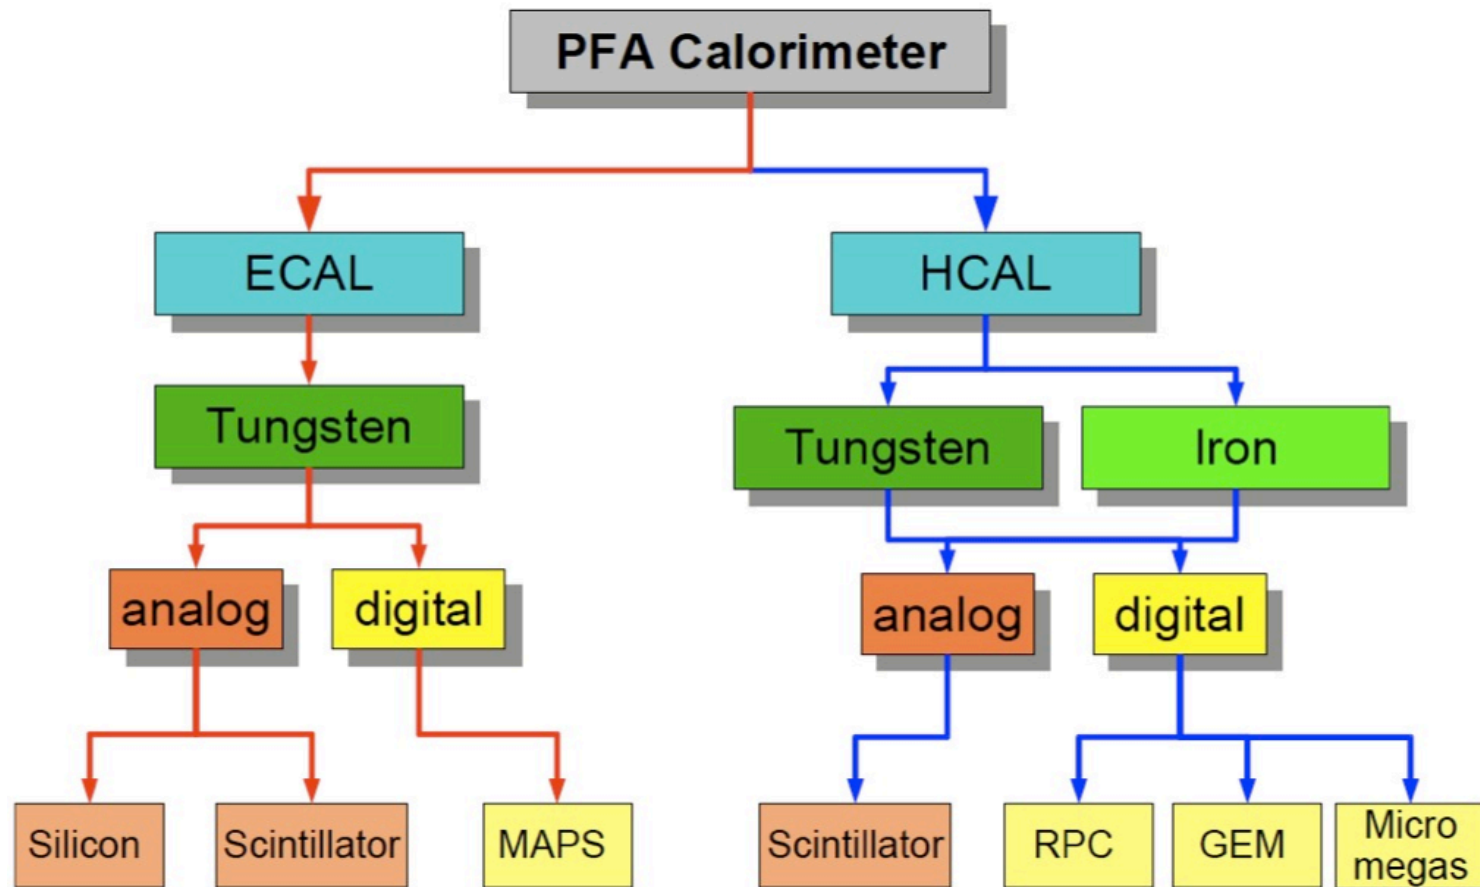 PFA Calorimeter
ECAL
HCAL
Tungsten
Tungsten
Iron
analog
digital
analog
digital
Silicon
Scintillator
MAPS
Scintillator
RPC
GEM
Micro
megas